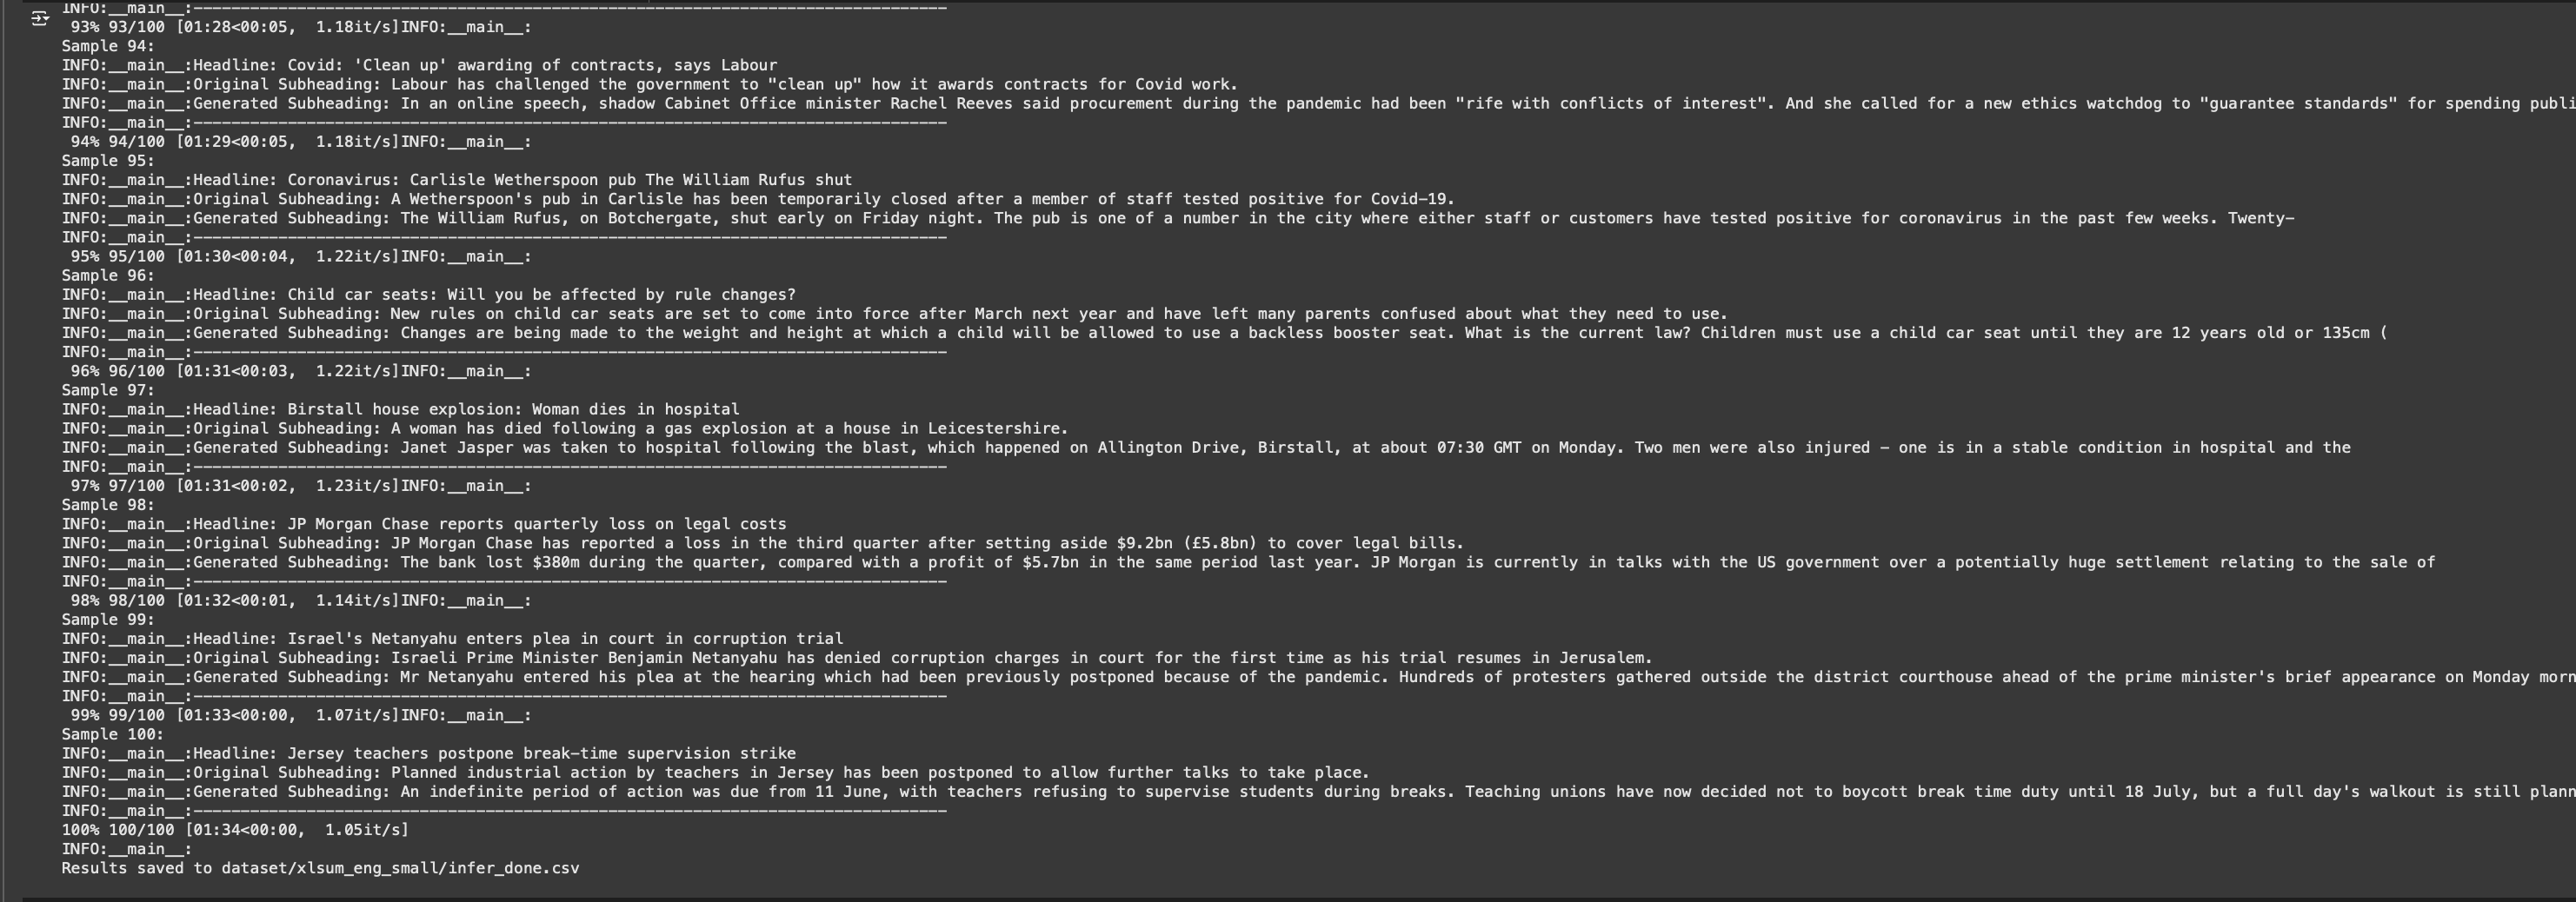 INFO:__main__:------------------------------------------------------------------------------------------------
 93% 93/100 [01:28<00:05,  1.18it/s]INFO:__main__:
Sample 94:
INFO:__main__:Headline: Covid: 'Clean up' awarding of contracts, says Labour
INFO:__main__:Original Subheading: Labour has challenged the government to "clean up" how it awards contracts for Covid work.
INFO:__main__:Generated Subheading: In an online speech, shadow Cabinet Office minister Rachel Reeves said procurement during the pandemic had been "rife with conflicts of interest". And she called for a new ethics watchdog to "guarantee standards" for spending publi
INFO:__main__:------------------------------------------------------------------------------------------------
 94% 94/100 [01:29<00:05,  1.18it/s]INFO:__main__:
Sample 95:
INFO:__main__:Headline: Coronavirus: Carlisle Wetherspoon pub The William Rufus shut
INFO:__main__:Original Subheading: A Wetherspoon's pub in Carlisle has been temporarily closed after a member of staff tested positive for Covid-19.
INFO:__main__:Generated Subheading: The William Rufus, on Botchergate, shut early on Friday night. The pub is one of a number in the city where either staff or customers have tested positive for coronavirus in the past few weeks. Twenty-
INFO:__main__:------------------------------------------------------------------------------------------------
 95% 95/100 [01:30<00:04,  1.22it/s]INFO:__main__:
Sample 96:
INFO:__main__:Headline: Child car seats: Will you be affected by rule changes?
INFO:__main__:Original Subheading: New rules on child car seats are set to come into force after March next year and have left many parents confused about what they need to use.
INFO:__main__:Generated Subheading: Changes are being made to the weight and height at which a child will be allowed to use a backless booster seat. What is the current law? Children must use a child car seat until they are 12 years old or 135cm (
INFO:__main__:------------------------------------------------------------------------------------------------
 96% 96/100 [01:31<00:03,  1.22it/s]INFO:__main__:
Sample 97:
INFO:__main__:Headline: Birstall house explosion: Woman dies in hospital
INFO:__main__:Original Subheading: A woman has died following a gas explosion at a house in Leicestershire.
INFO:__main__:Generated Subheading: Janet Jasper was taken to hospital following the blast, which happened on Allington Drive, Birstall, at about 07:30 GMT on Monday. Two men were also injured - one is in a stable condition in hospital and the
INFO:__main__:------------------------------------------------------------------------------------------------
 97% 97/100 [01:31<00:02,  1.23it/s]INFO:__main__:
Sample 98:
INFO:__main__:Headline: JP Morgan Chase reports quarterly loss on legal costs
INFO:__main__:Original Subheading: JP Morgan Chase has reported a loss in the third quarter after setting aside $9.2bn (£5.8bn) to cover legal bills.
INFO:__main__:Generated Subheading: The bank lost $380m during the quarter, compared with a profit of $5.7bn in the same period last year. JP Morgan is currently in talks with the US government over a potentially huge settlement relating to the sale of
INFO:__main__:------------------------------------------------------------------------------------------------
 98% 98/100 [01:32<00:01,  1.14it/s]INFO:__main__:
Sample 99:
INFO:__main__:Headline: Israel's Netanyahu enters plea in court in corruption trial
INFO:__main__:Original Subheading: Israeli Prime Minister Benjamin Netanyahu has denied corruption charges in court for the first time as his trial resumes in Jerusalem.
INFO:__main__:Generated Subheading: Mr Netanyahu entered his plea at the hearing which had been previously postponed because of the pandemic. Hundreds of protesters gathered outside the district courthouse ahead of the prime minister's brief appearance on Monday morn
INFO:__main__:------------------------------------------------------------------------------------------------
 99% 99/100 [01:33<00:00,  1.07it/s]INFO:__main__:
Sample 100:
INFO:__main__:Headline: Jersey teachers postpone break-time supervision strike
INFO:__main__:Original Subheading: Planned industrial action by teachers in Jersey has been postponed to allow further talks to take place.
INFO:__main__:Generated Subheading: An indefinite period of action was due from 11 June, with teachers refusing to supervise students during breaks. Teaching unions have now decided not to boycott break time duty until 18 July, but a full day's walkout is still plann
INFO:__main__:------------------------------------------------------------------------------------------------
100% 100/100 [01:34<00:00,  1.05it/s]
INFO:__main__:
Results saved to dataset/xlsum_eng_small/infer_done.csv